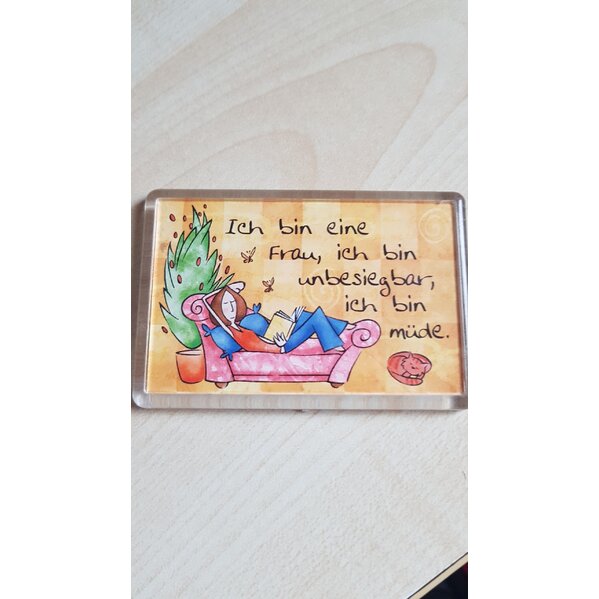 Ich bin eine
Frau, ich bin
unbesiegbar,
ich bin
müde.